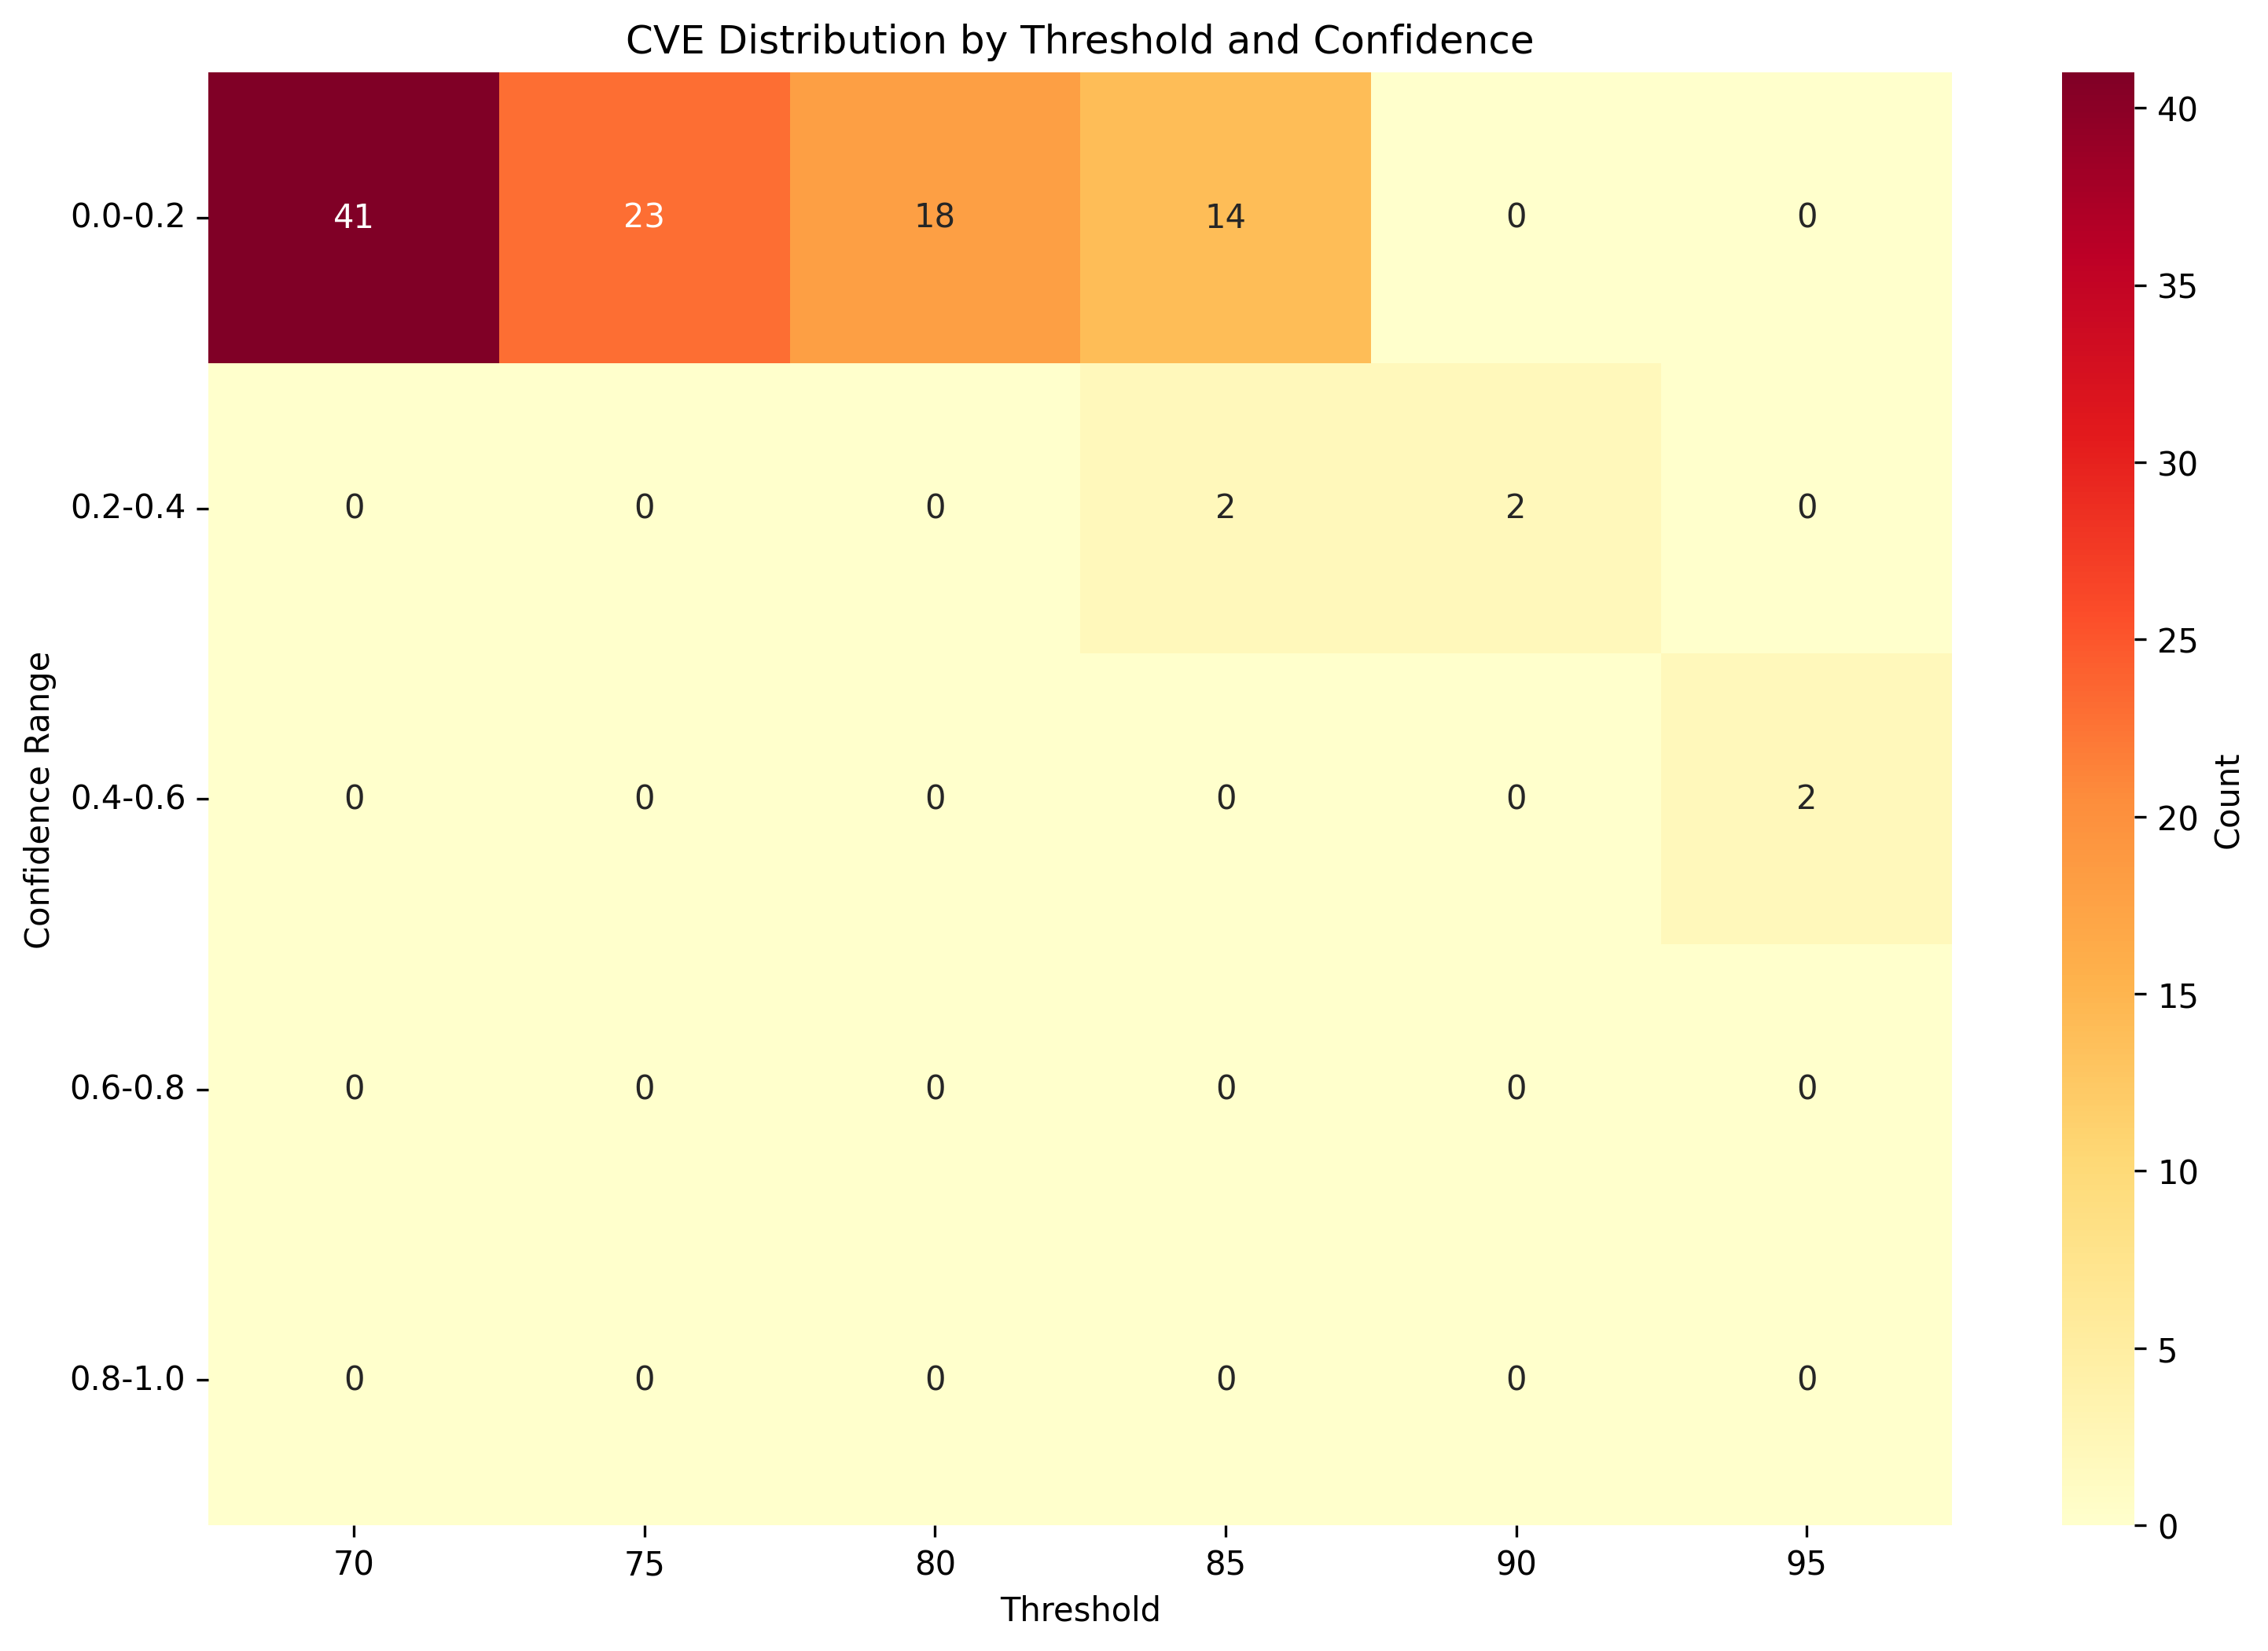 CVE Distribution by Threshold and Confidence
0.0-0.2 41 23 18 14 0 0
0.2-0.4 0 0 0 2 2 0
0.4-0.6 0 0 0 0 0 2
0.6-0.8 0 0 0 0 0 0
0.8-1.0 0 0 0 0 0 0
70 75 80 85 90 95
Threshold
Confidence Range
40
35
30
25
20
15
10
5
0
Count